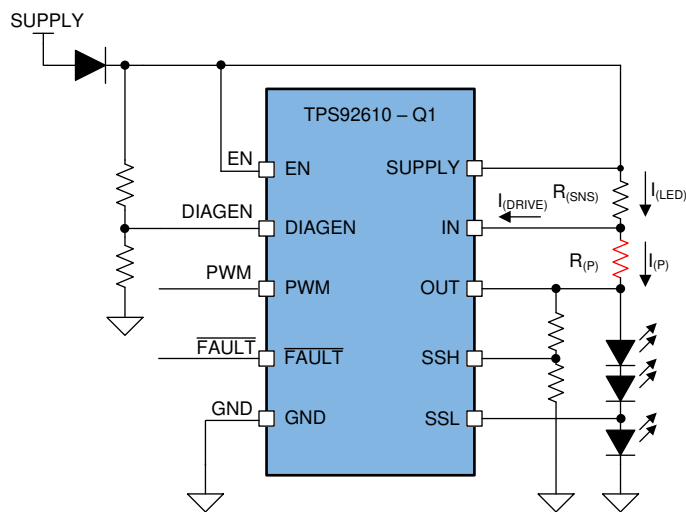 SUPPLY
TPS92610 – Q1
EN
EN
SUPPLY
I(DRIVE)
R(SNS)
I(LED)
DIAGEN
DIAGEN
IN
PWM
PWM
OUT
R(P)
I(P)
FAULT
FAULT
SSH
GND
GND
SSL